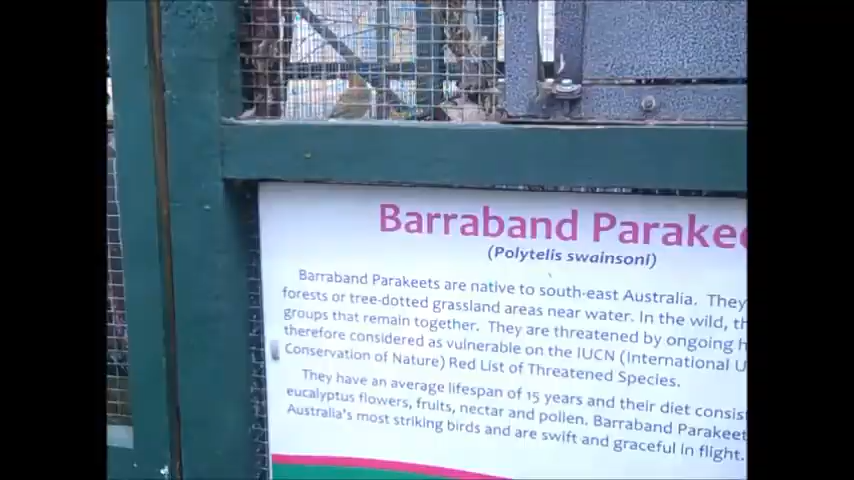 Barraband Parakee
(Polytelis swainsoni)
Barraband Parakeets are native to south-east Australia. They
forests or tree-dotted grassland areas near water. In the wild, th
groups that remain together. They are threatened by ongoing h
therefore considered as vulnerable on the IUCN (International U
Conservation of Nature) Red List of Threatened Species.
They have an average lifespan of 15 years and their diet consist
eucalyptus flowers, fruits, nectar and pollen. Barraband Parakeet
Australia's most striking birds and are swift and graceful in flight.